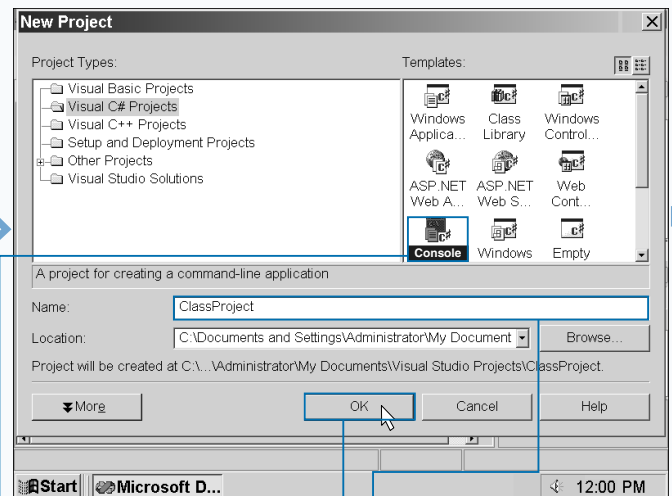 New Project
Project Types:
Templates:
Visual Basic Projects
Visual C# Projects
Visual C++ Projects
Setup and Deployment Projects
Other Projects
Visual Studio Solutions
Windows Applica...
Class Library
Windows Control...
ASP.NET Web A...
ASP.NET Web S...
Web Cont...
Console
Windows
Empty
A project for creating a command-line application
Name:
ClassProject
Location:
C:\Documents and Settings\Administrator\My Document
Browse...
Project will be created at C:\...\Administrator\My Documents\Visual Studio Projects\ClassProject.
More
OK
Cancel
Help
Start
Microsoft D...
12:00 PM